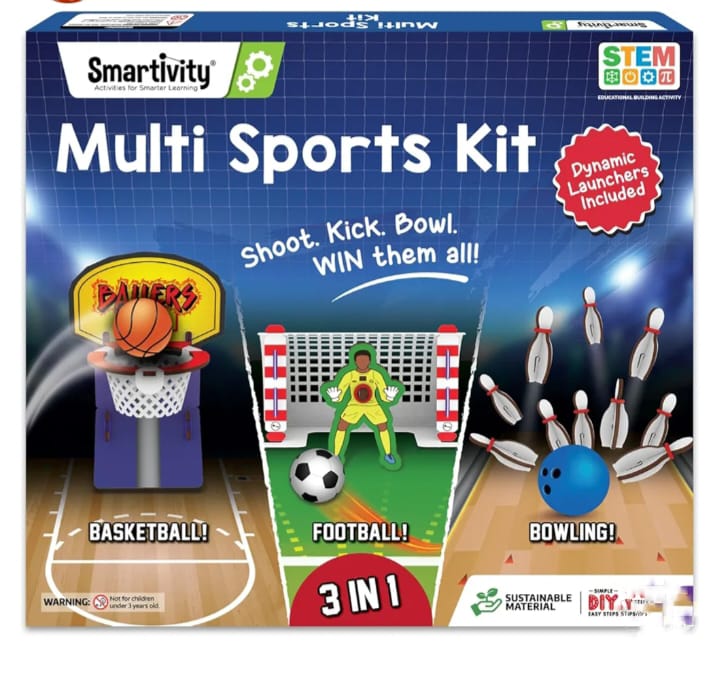 Multi Sports
Kit
Smartivity
Smartivity®
Activities for Smarter Learning
STEM
EDUCATIONAL BUILDING ACTIVITY
Multi Sports Kit
Dynamic
Launchers
Included
Shoot. Kick. Bowl.
WIN them all!
BALLERS
BASKETBALL!
FOOTBALL!
BOWLING!
3 IN 1
WARNING:
Not for children
under 3 years old.
SUSTAINABLE
MATERIAL
SIMPLE
DIY
EASY STEPS